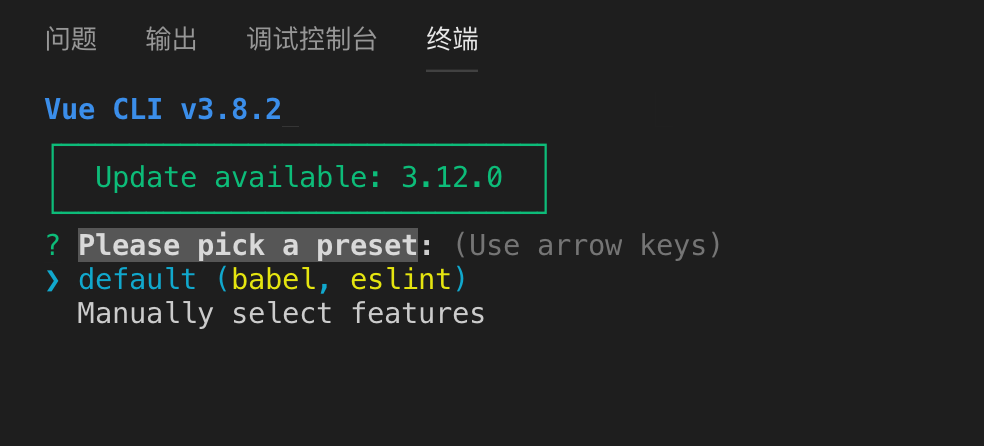 问题 输出 调试控制台 终端
Vue CLI v3.8.2_
Update available: 3.12.0
? Please pick a preset: (Use arrow keys)
❯ default (babel, eslint)
Manually select features